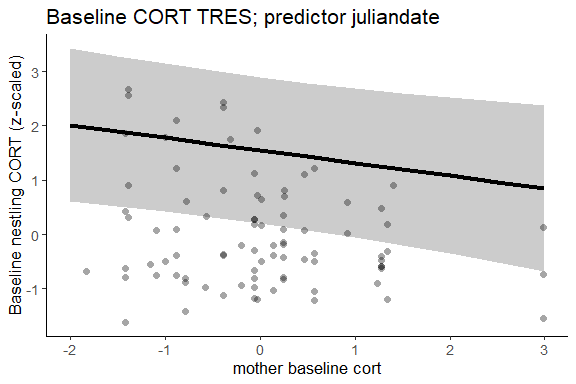 Baseline CORT TRES; predictor juliandate
Baseline nestling CORT (z-scaled)
3
2
1
0
-1
-2 -1 0 1 2 3
mother baseline cort